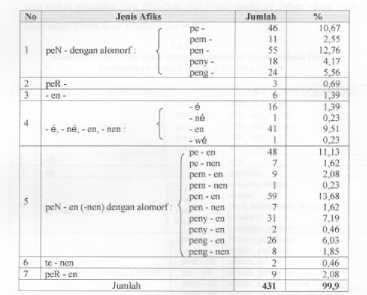 No Jenis Afiks Jumlah %
1 peN - dengan alomorf : pe - 46 10,67
pem - 11 2,55
pen - 55 12,76
peny - 18 4,17
peng - 24 5,56
2 peR - 3 0,69
3 - en - 6 1,39
4 - é, - né, - en, - nen : - é 16 1,39
- né 1 0,23
- en 41 9,51
- wé 1 0,23
5 peN - en (-nen) dengan alomorf : pe - en 48 11,13
pe - nen 7 1,62
pem - en 9 2,08
pem - nen 1 0,23
pen - en 59 13,68
pen - nen 7 1,62
peny - en 31 7,19
peny - en 2 0,46
peng - en 26 6,03
peng - nen 8 1,85
6 te - nen 2 0,46
7 peR - en 9 2,08
Jumlah 431 99,9